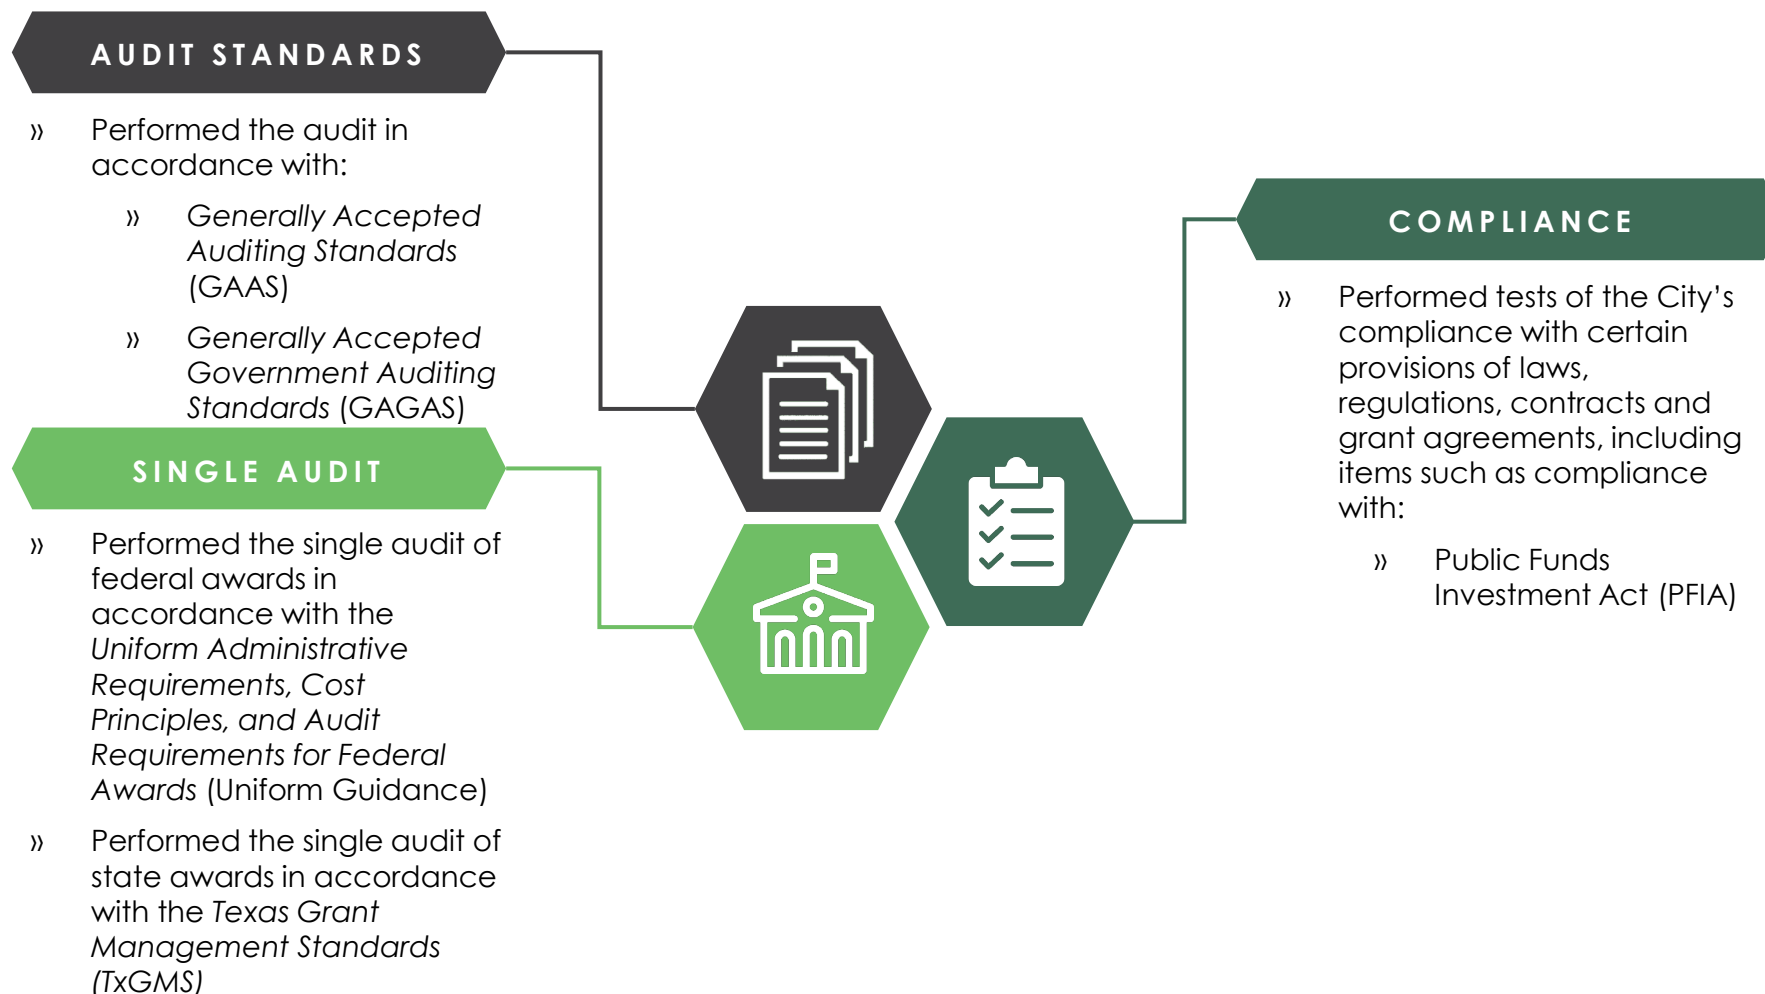 AUDIT STANDARDS
» Performed the audit in
accordance with:
» Generally Accepted
Auditing Standards
(GAAS)
» Generally Accepted
Government Auditing
Standards (GAGAS)
SINGLE AUDIT
» Performed the single audit of
federal awards in
accordance with the
Uniform Administrative
Requirements, Cost
Principles, and Audit
Requirements for Federal
Awards (Uniform Guidance)
» Performed the single audit of
state awards in accordance
with the Texas Grant
Management Standards
(TxGMS)
COMPLIANCE
» Performed tests of the City’s
compliance with certain
provisions of laws,
regulations, contracts and
grant agreements, including
items such as compliance
with:
» Public Funds
Investment Act (PFIA)